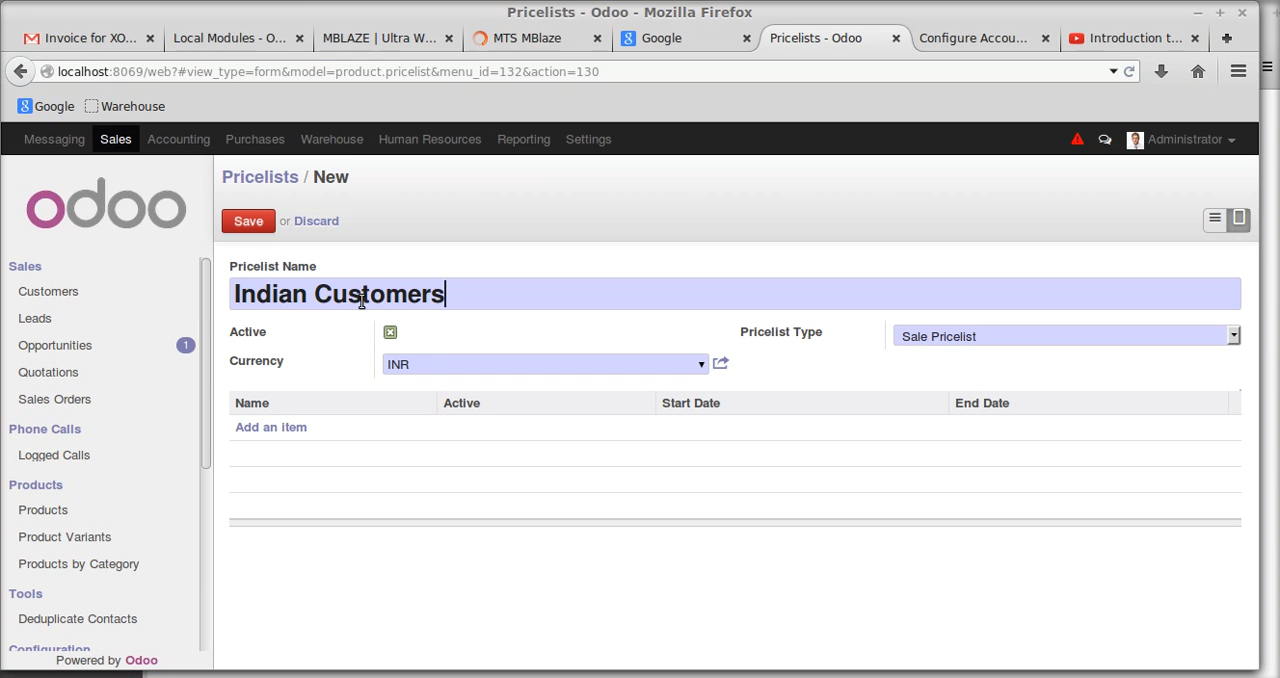 Pricelists - Odoo - Mozilla Firefox
Invoice for XO... Local Modules - O... MBLAZE | Ultra W... MTS MBlaze Google Pricelists - Odoo Configure Accou... Introduction t...
localhost:8069/web?#view_type=form&model=product.pricelist&menu_id=132&action=130
Google Warehouse
Messaging Sales Accounting Purchases Warehouse Human Resources Reporting Settings Administrator
odoo
Pricelists / New
Save or Discard
Sales
Customers
Leads
Opportunities 1
Quotations
Sales Orders
Phone Calls
Logged Calls
Products
Products
Product Variants
Products by Category
Tools
Deduplicate Contacts
Configuration
Powered by Odoo
Pricelist Name
Indian Customers
Active
Pricelist Type Sale Pricelist
Currency INR
Name Active Start Date End Date
Add an item